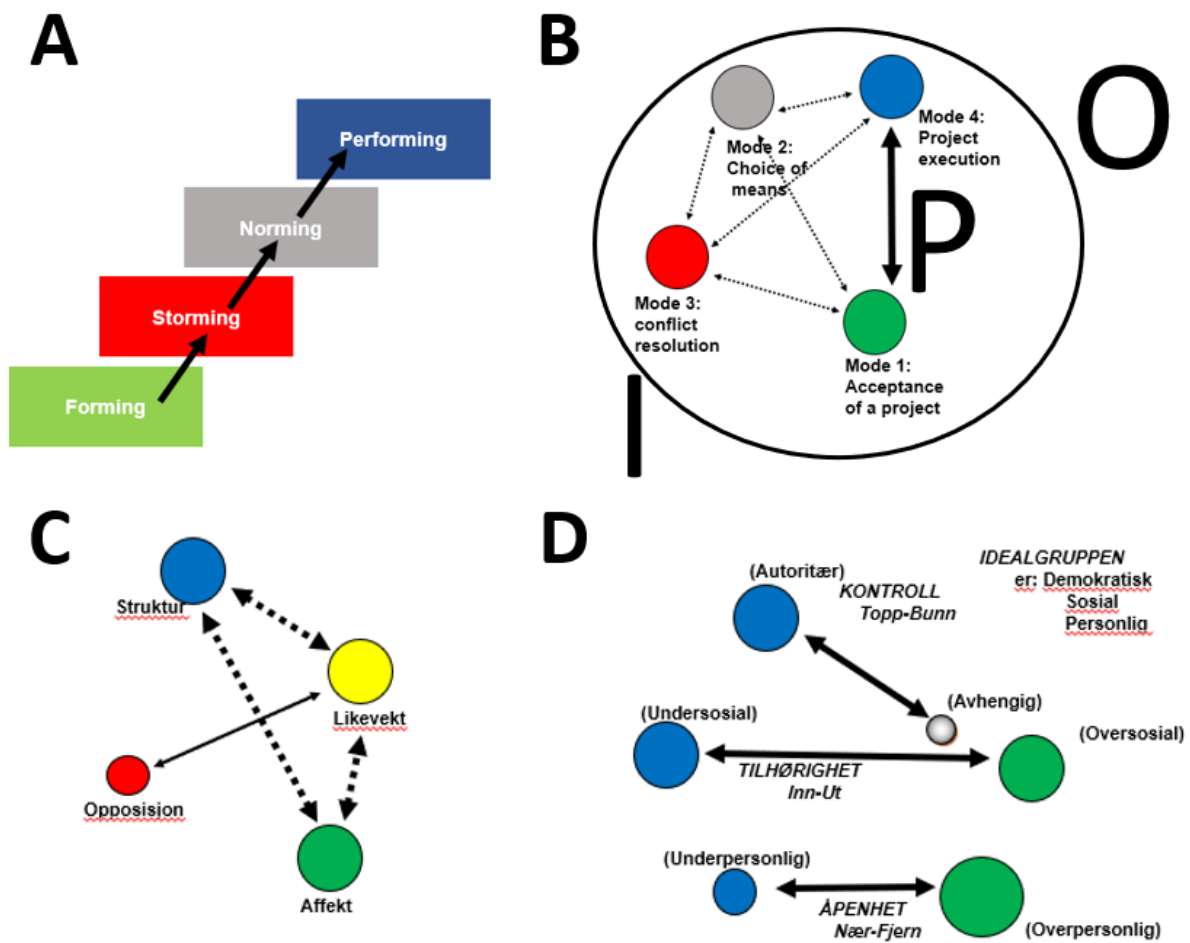 A
Performing
Norming
Storming
Forming
B
O
Mode 4:
Project
execution
Mode 2:
Choice of
means
P
Mode 3:
conflict
resolution
Mode 1:
Acceptance
of a project
I
C
Struktur
Likevekt
Opposisjon
Affekt
D
IDEALGRUPPEN
er: Demokratisk
Sosial
Personlig
(Autoritær)
KONTROLL
Topp-Bunn
(Avhengig)
(Undersosial)
(Oversosial)
TILHØRIGHET
Inn-Ut
(Underpersonlig)
ÅPENHET
Nær-Fjern
(Overpersonlig)